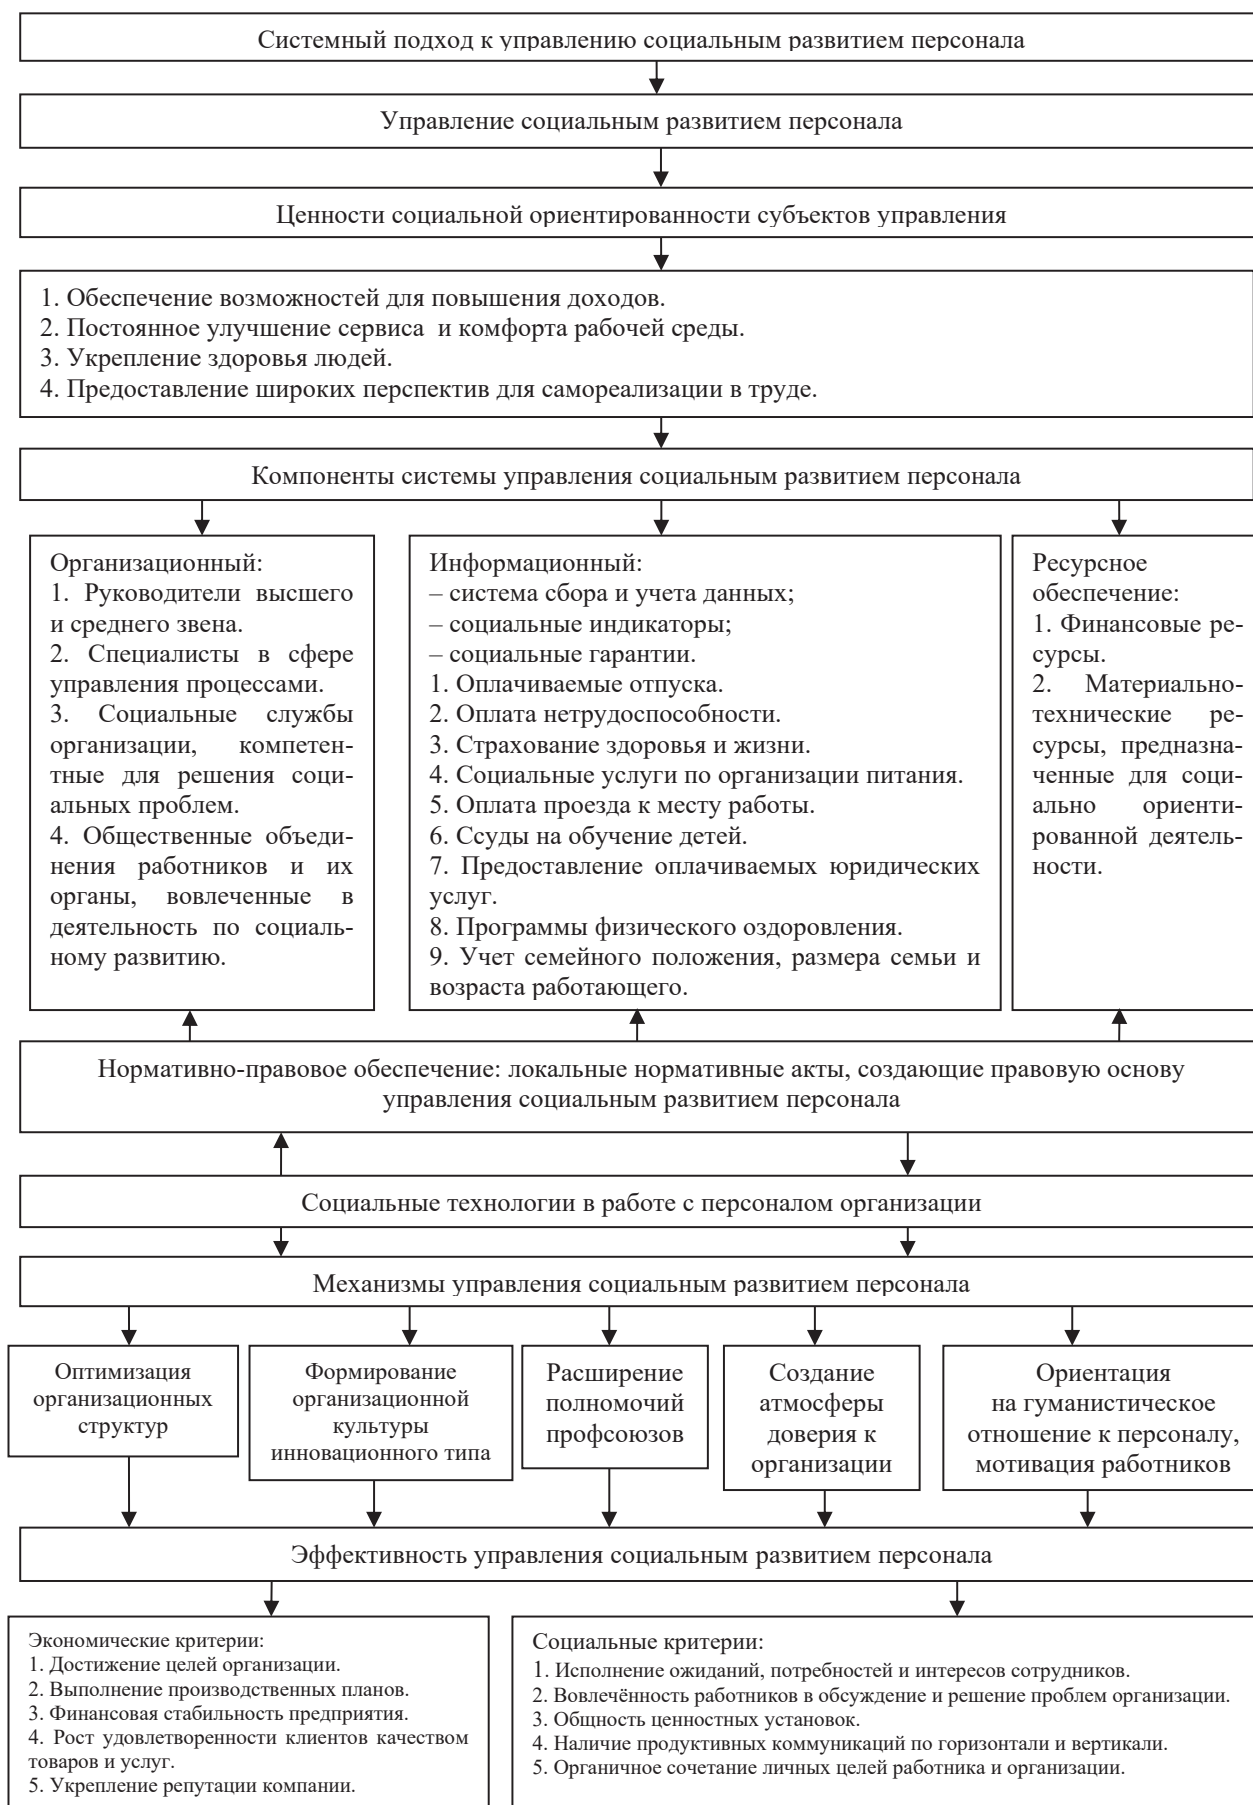 Системный подход к управлению социальным развитием персонала
Управление социальным развитием персонала
Ценности социальной ориентированности субъектов управления
1. Обеспечение возможностей для повышения доходов.
2. Постоянное улучшение сервиса и комфорта рабочей среды.
3. Укрепление здоровья людей.
4. Предоставление широких перспектив для самореализации в труде.
Компоненты системы управления социальным развитием персонала
Организационный:
1. Руководители высшего
и среднего звена.
2. Специалисты в сфере
управления процессами.
3. Социальные службы
организации, компетен-
тные для решения соци-
альных проблем.
4. Общественные объеди-
нения работников и их
органы, вовлеченные в
деятельность по социаль-
ному развитию.
Информационный:
– система сбора и учета данных;
– социальные индикаторы;
– социальные гарантии.
1. Оплачиваемые отпуска.
2. Оплата нетрудоспособности.
3. Страхование здоровья и жизни.
4. Социальные услуги по организации питания.
5. Оплата проезда к месту работы.
6. Ссуды на обучение детей.
7. Предоставление оплачиваемых юридических
услуг.
8. Программы физического оздоровления.
9. Учет семейного положения, размера семьи и
возраста работающего.
Ресурсное
обеспечение:
1. Финансовые ре-
сурсы.
2. Материально-
технические ре-
сурсы, предназна-
ченные для соци-
ально ориенти-
рованной деятель-
ности.
Нормативно-правовое обеспечение: локальные нормативные акты, создающие правовую основу
управления социальным развитием персонала
Социальные технологии в работе с персоналом организации
Механизмы управления социальным развитием персонала
Оптимизация
организационных
структур
Формирование
организационной
культуры
инновационного типа
Расширение
полномочий
профсоюзов
Создание
атмосферы
доверия к
организации
Ориентация
на гуманистическое
отношение к персоналу,
мотивация работников
Эффективность управления социальным развитием персонала
Экономические критерии:
1. Достижение целей организации.
2. Выполнение производственных планов.
3. Финансовая стабильность предприятия.
4. Рост удовлетворенности клиентов качеством
товаров и услуг.
5. Укрепление репутации компании.
Социальные критерии:
1. Исполнение ожиданий, потребностей и интересов сотрудников.
2. Вовлечённость работников в обсуждение и решение проблем организации.
3. Общность ценностных установок.
4. Наличие продуктивных коммуникаций по горизонтали и вертикали.
5. Органичное сочетание личных целей работника и организации.